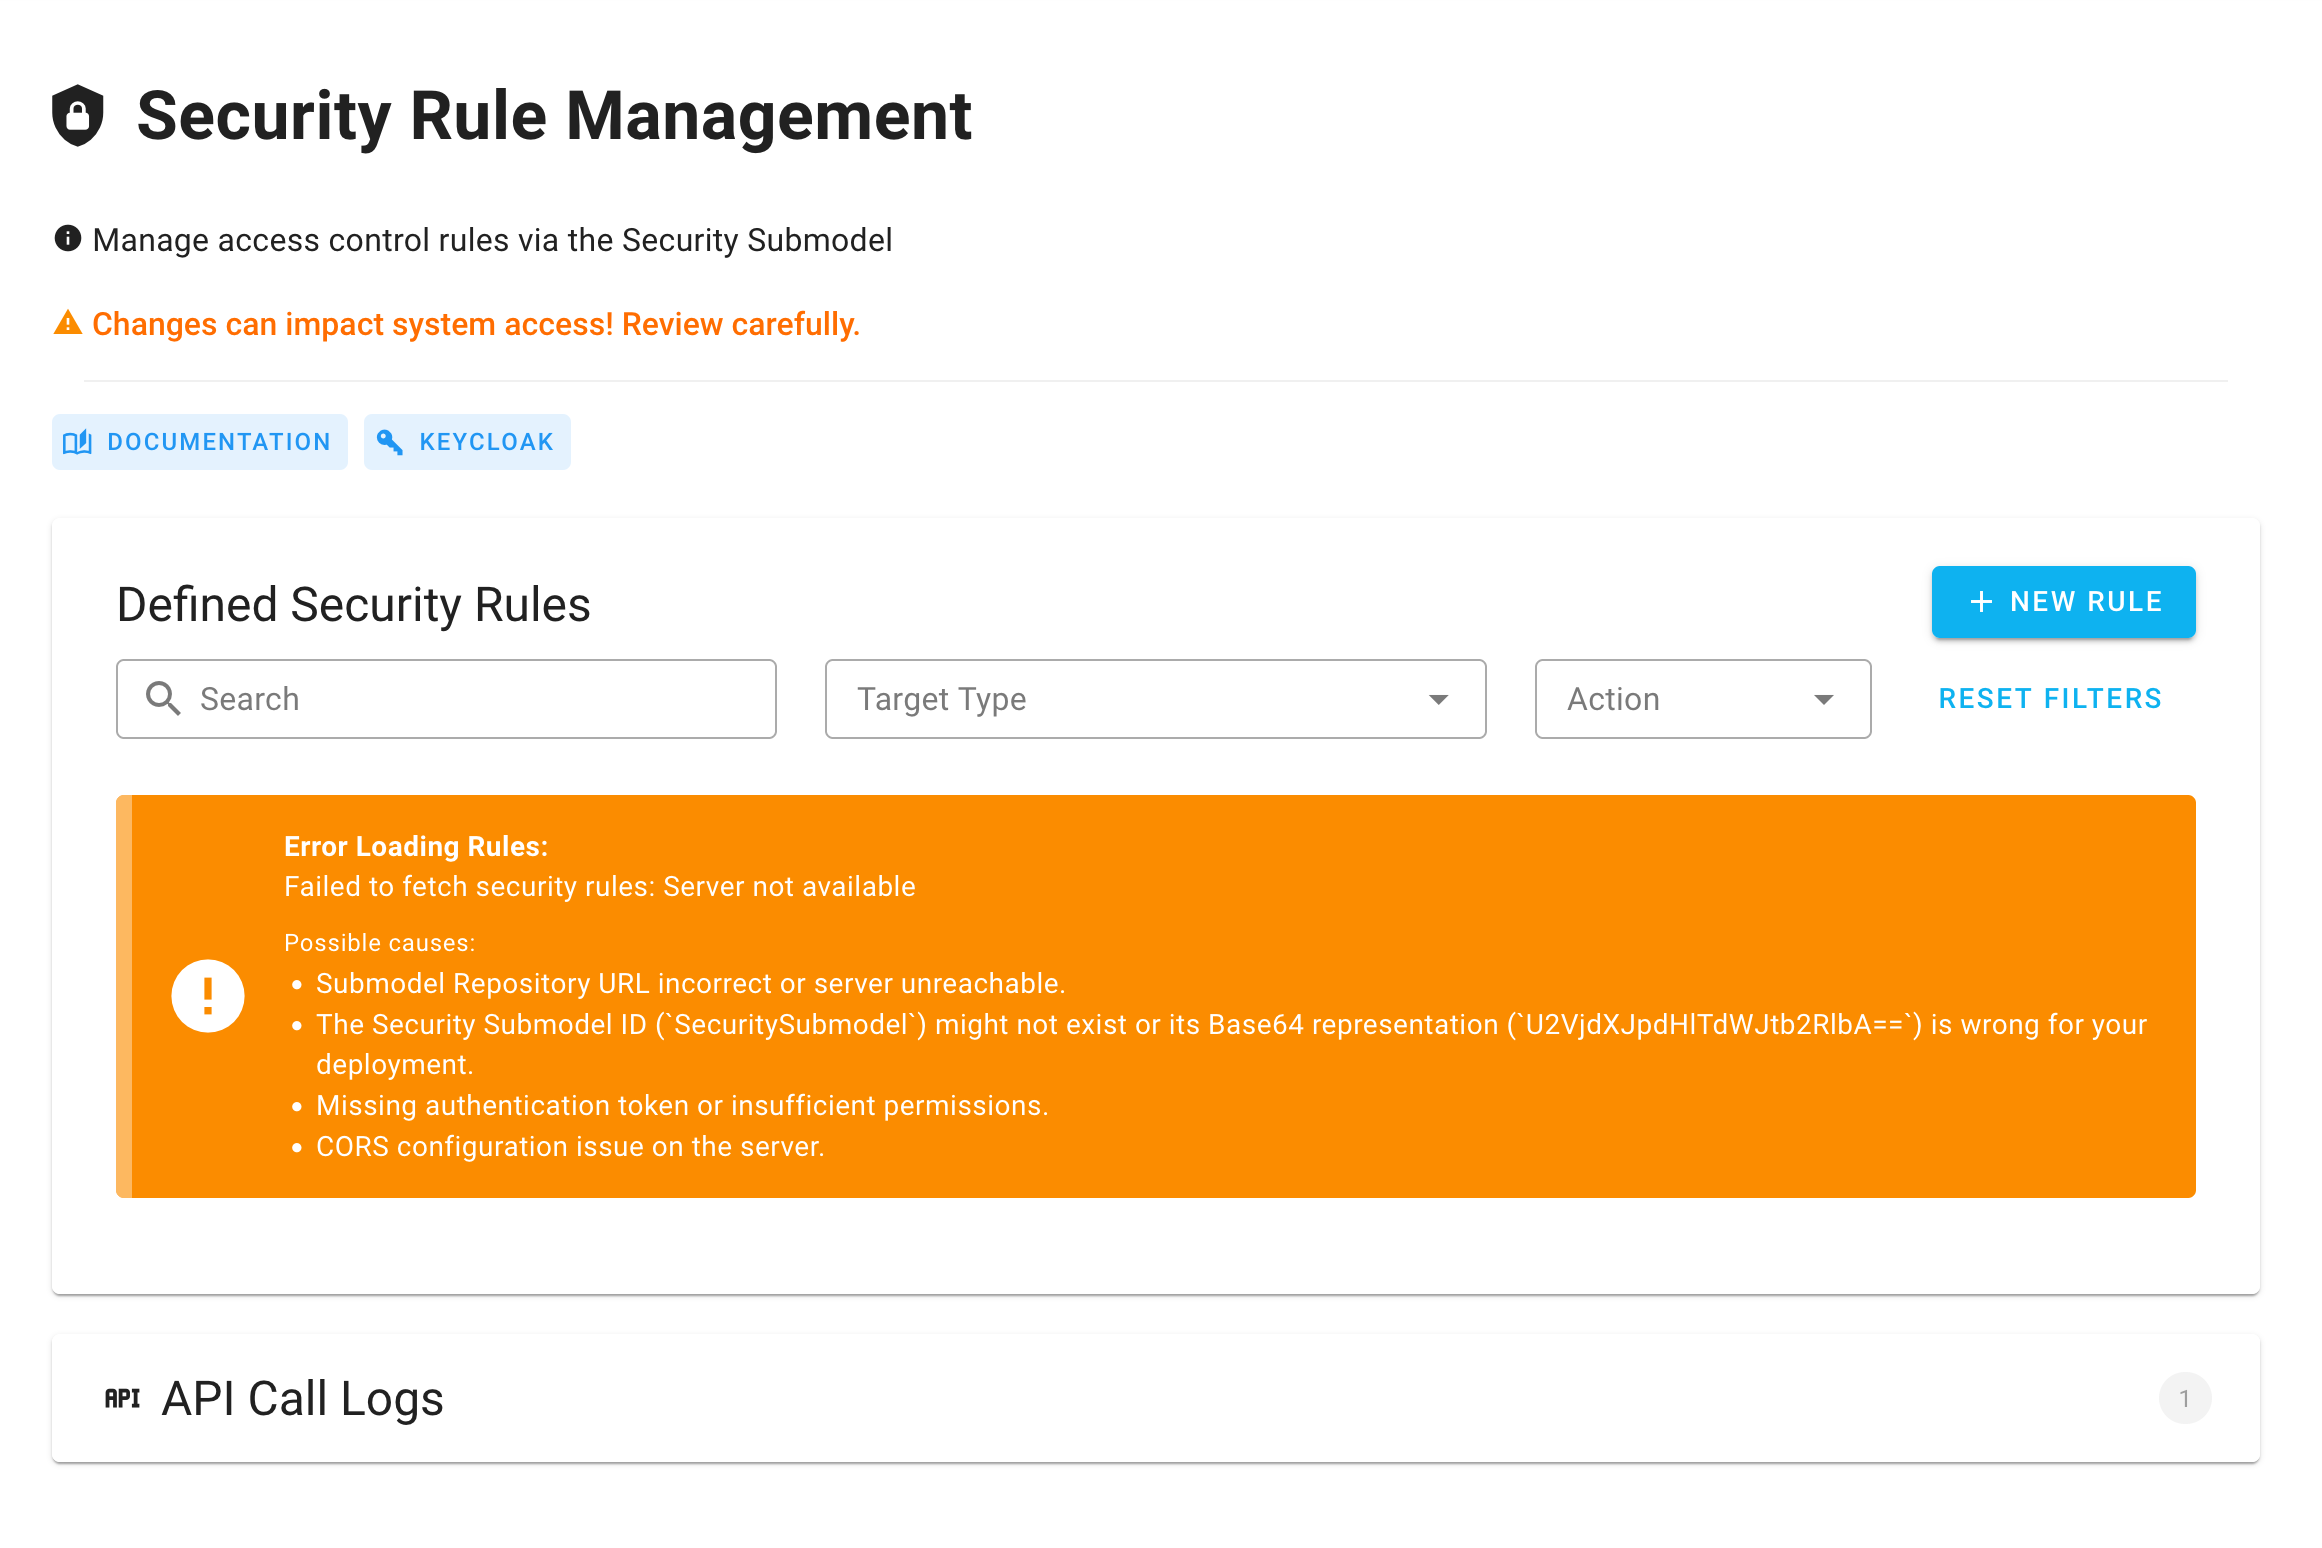 Security Rule Management
Manage access control rules via the Security Submodel
Changes can impact system access! Review carefully.
DOCUMENTATION
KEYCLOAK
Defined Security Rules
+ NEW RULE
Search
Target Type
Action
RESET FILTERS
Error Loading Rules:
Failed to fetch security rules: Server not available
Possible causes:
• Submodel Repository URL incorrect or server unreachable.
• The Security Submodel ID (`SecuritySubmodel`) might not exist or its Base64 representation (`U2VjdXJpdHlTdWJtb2RlbA==`) is wrong for your
deployment.
• Missing authentication token or insufficient permissions.
• CORS configuration issue on the server.
API API Call Logs
1